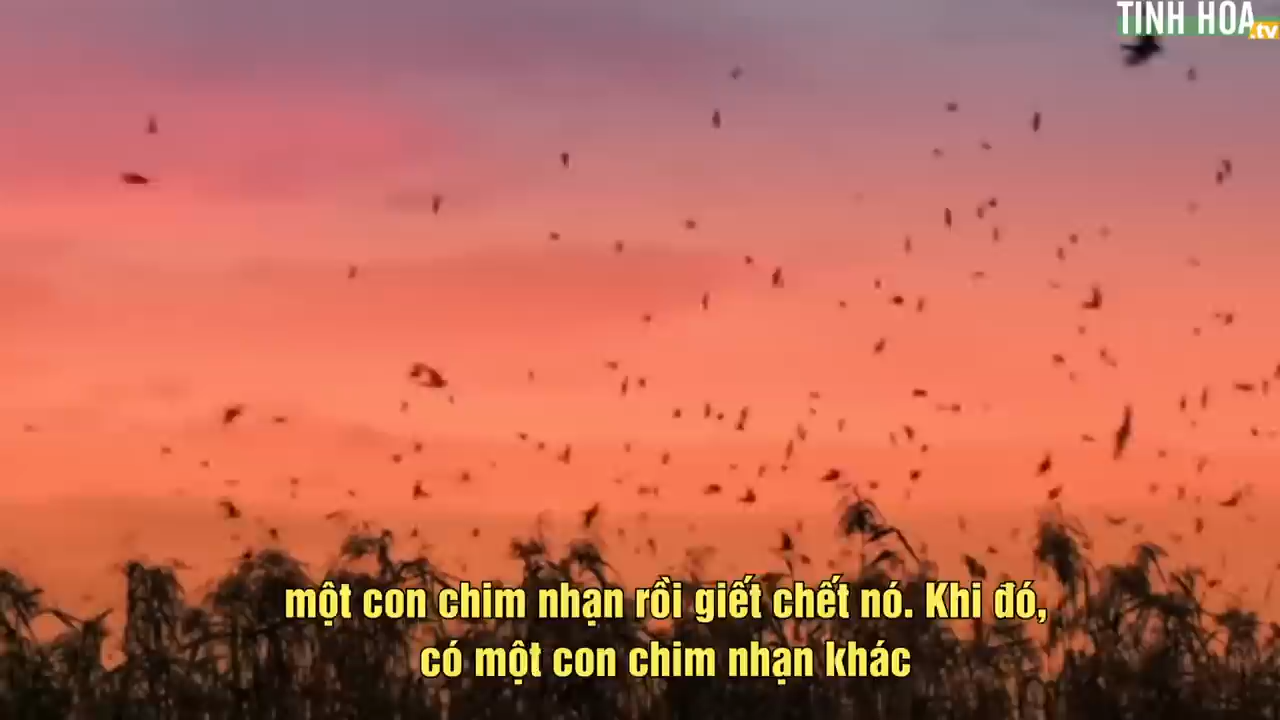 TINH HOA
.tv
một con chim nhạn rồi giết chết nó. Khi đó,
có một con chim nhạn khác